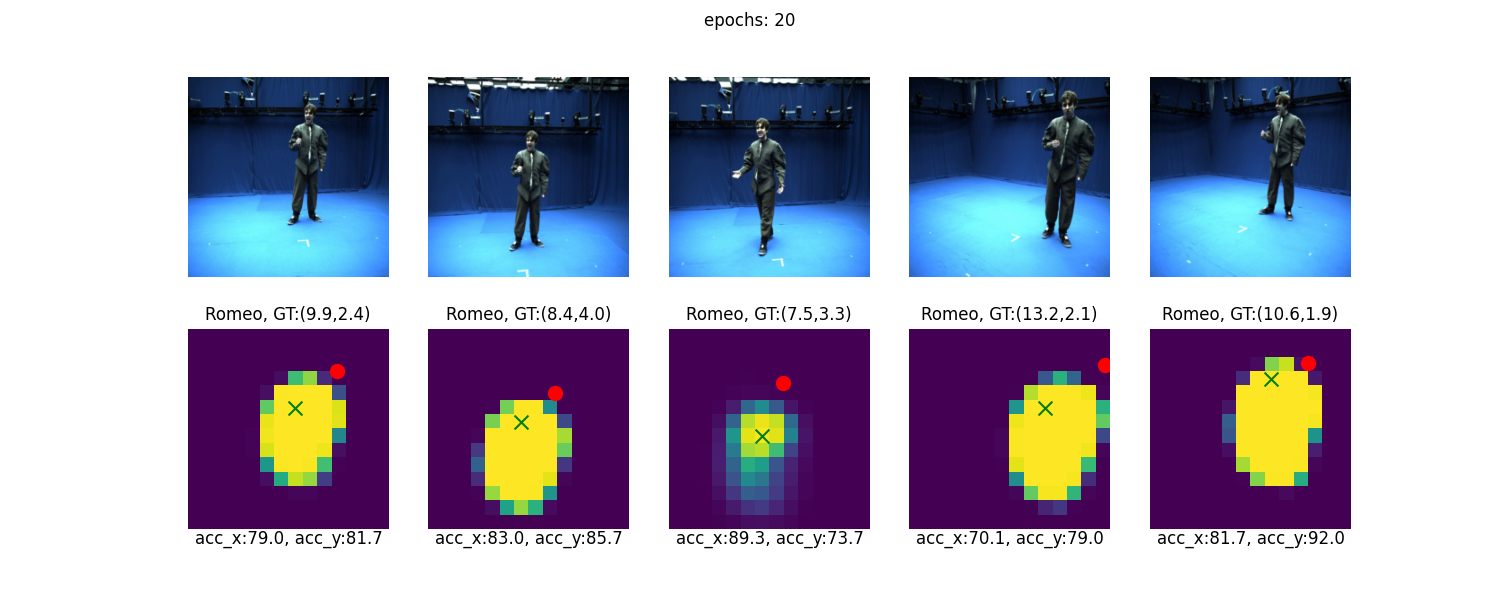 epochs: 20
Romeo, GT:(9.9,2.4)
Romeo, GT:(8.4,4.0)
Romeo, GT:(7.5,3.3)
Romeo, GT:(13.2,2.1)
Romeo, GT:(10.6,1.9)
acc_x:79.0, acc_y:81.7
acc_x:83.0, acc_y:85.7
acc_x:89.3, acc_y:73.7
acc_x:70.1, acc_y:79.0
acc_x:81.7, acc_y:92.0